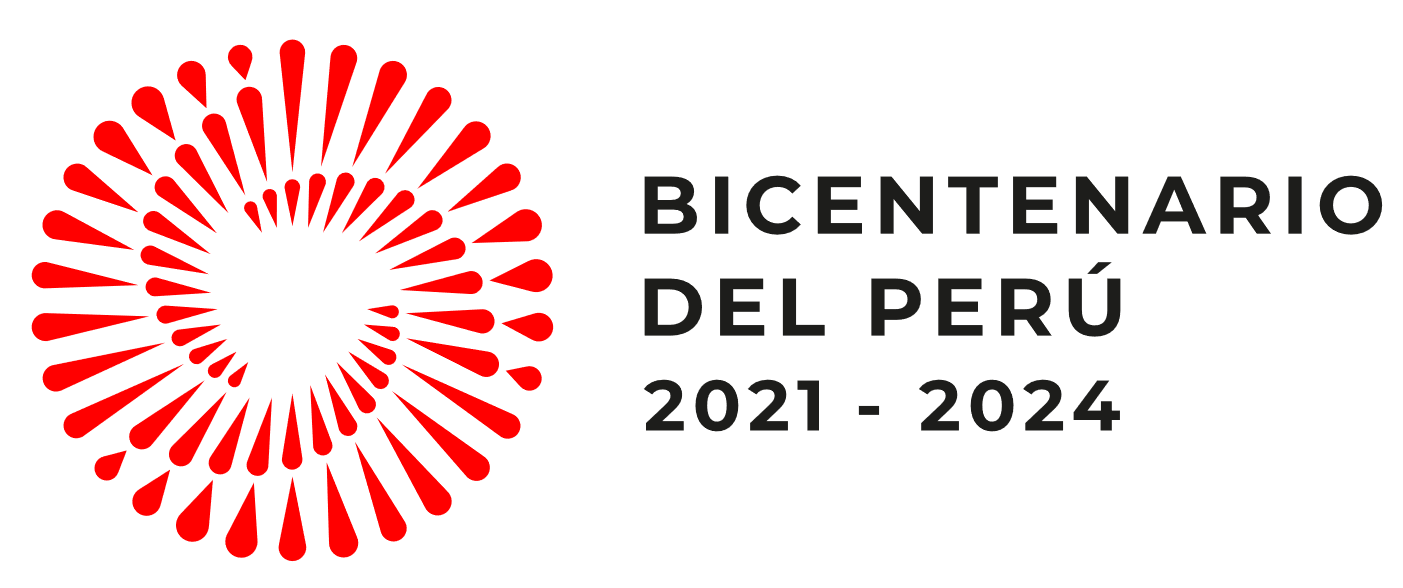 BICENTENARIO
DEL PERÚ
2021 - 2024